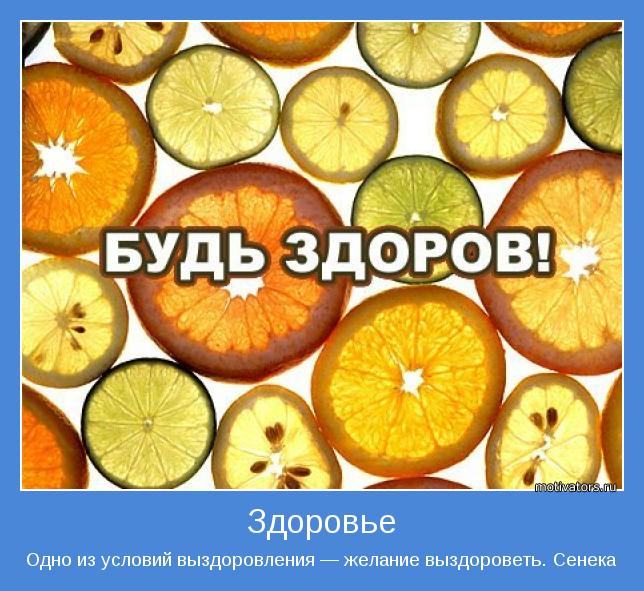 БУДЬ ЗДОРОВ!
motivators.ru
Здоровье
Одно из условий выздоровления — желание выздороветь. Сенека